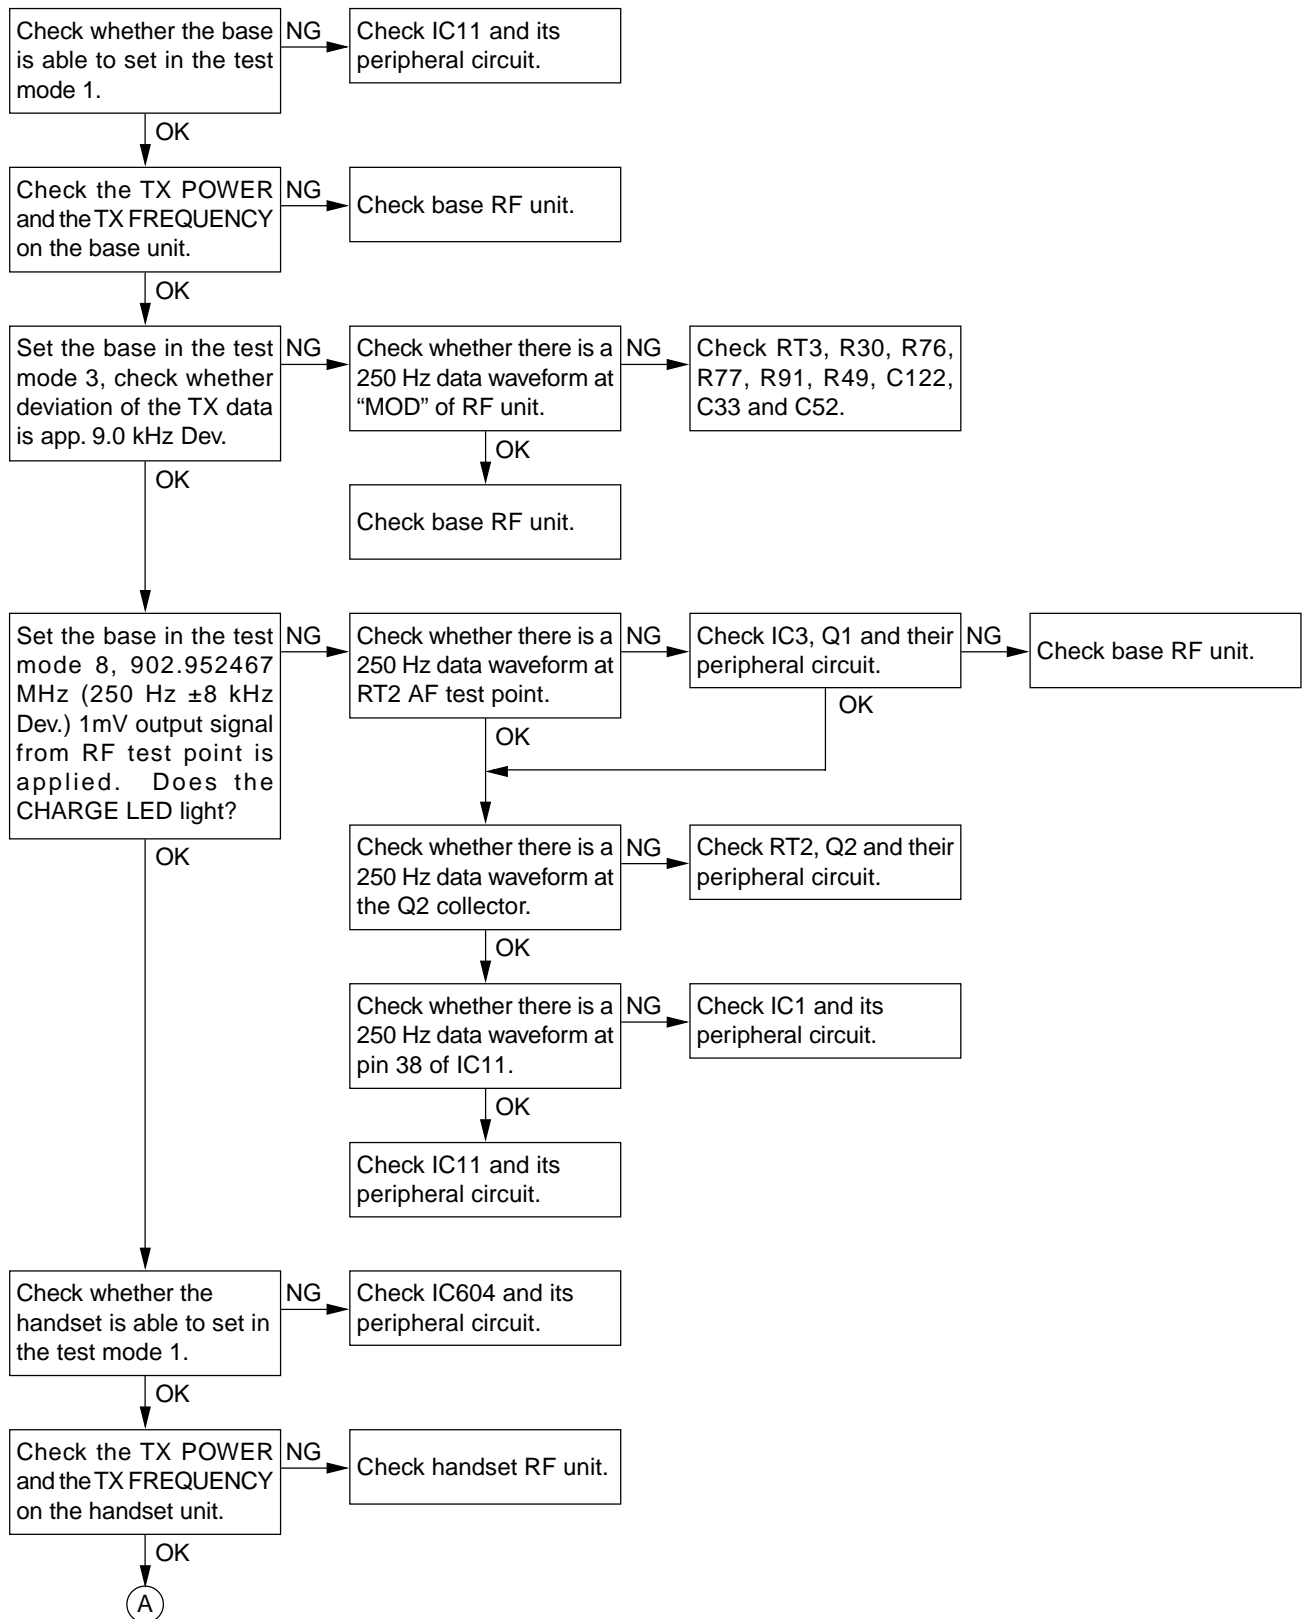 Check whether the base
is able to set in the test
mode 1.
NG
Check IC11 and its
peripheral circuit.
OK
Check the TX POWER
and the TX FREQUENCY
on the base unit.
NG
Check base RF unit.
OK
Set the base in the test
mode 3, check whether
deviation of the TX data
is app. 9.0 kHz Dev.
NG
Check whether there is a
250 Hz data waveform at
“MOD” of RF unit.
NG
Check RT3, R30, R76,
R77, R91, R49, C122,
C33 and C52.
OK
Check base RF unit.
OK
Set the base in the test
mode 8, 902.952467
MHz (250 Hz ±8 kHz
Dev.) 1mV output signal
from RF test point is
applied. Does the
CHARGE LED light?
NG
Check whether there is a
250 Hz data waveform at
RT2 AF test point.
NG
Check IC3, Q1 and their
peripheral circuit.
NG
Check base RF unit.
OK
OK
Check whether there is a
250 Hz data waveform at
the Q2 collector.
NG
Check RT2, Q2 and their
peripheral circuit.
OK
Check whether there is a
250 Hz data waveform at
pin 38 of IC11.
NG
Check IC1 and its
peripheral circuit.
OK
Check IC11 and its
peripheral circuit.
OK
Check whether the
handset is able to set in
the test mode 1.
NG
Check IC604 and its
peripheral circuit.
OK
Check the TX POWER
and the TX FREQUENCY
on the handset unit.
NG
Check handset RF unit.
OK
A